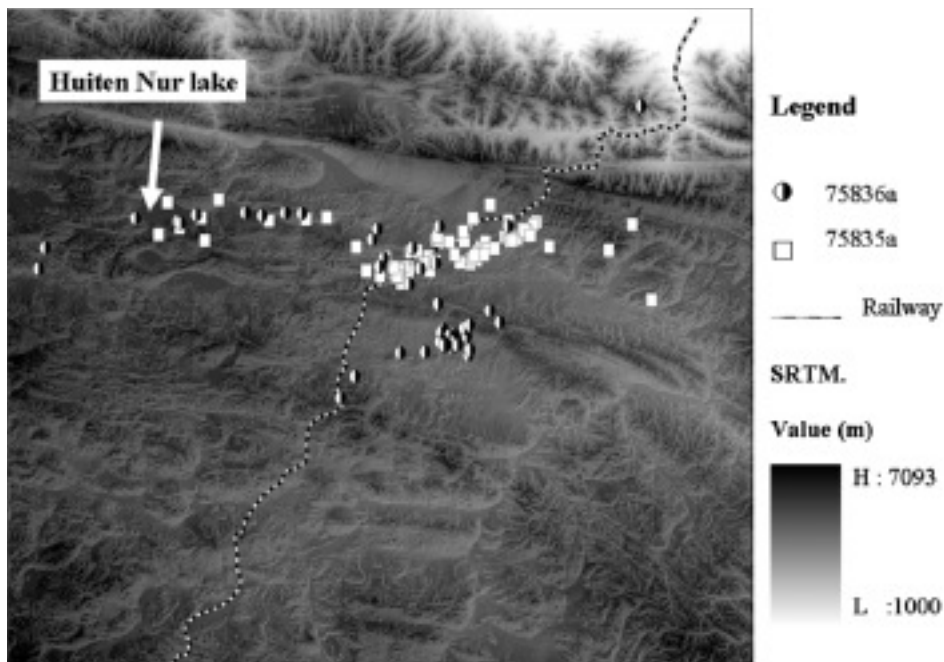 Huiten Nur lake
Legend
75836a
75835a
Railway
SRTM.
Value (m)
H : 7093
L :1000